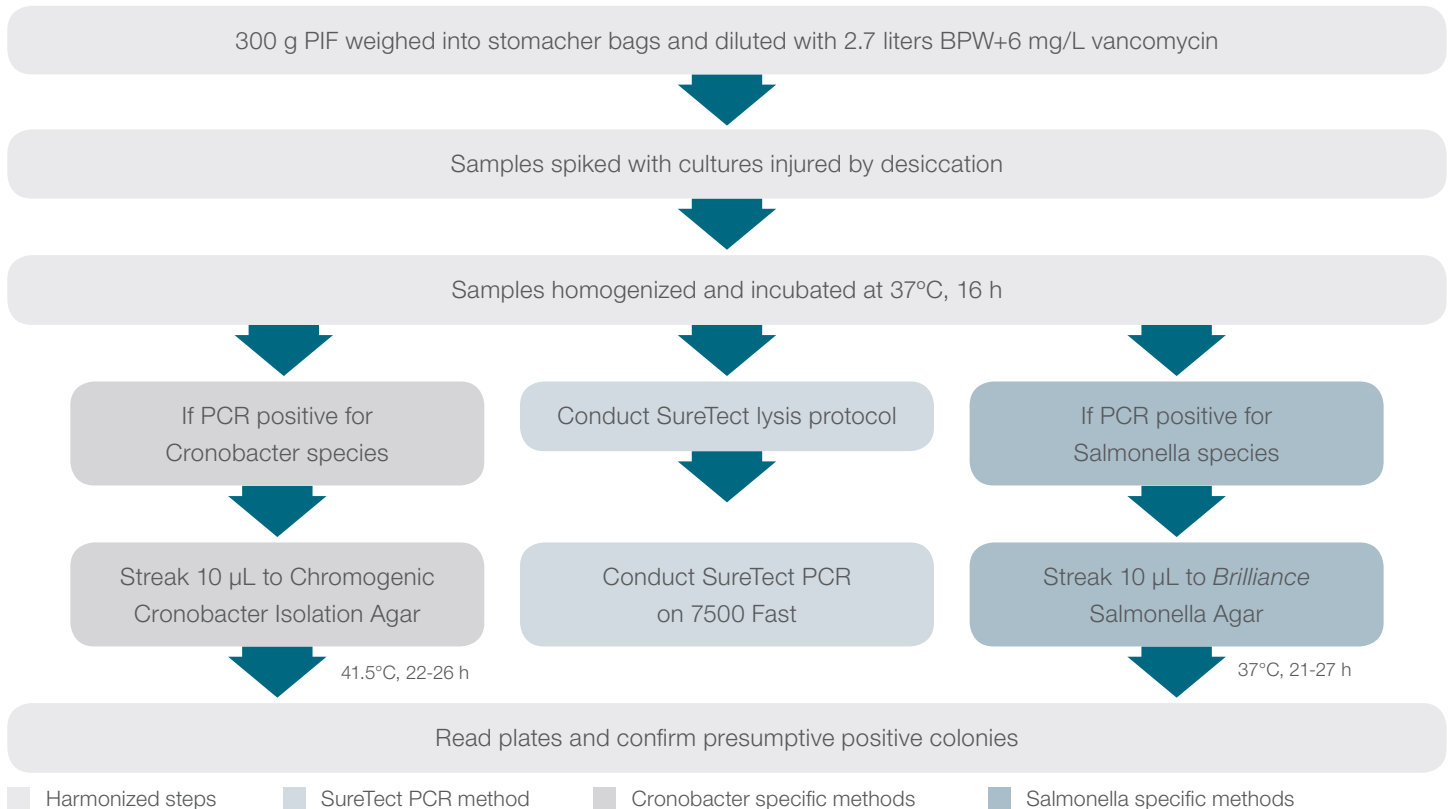 300 g PIF weighed into stomacher bags and diluted with 2.7 liters BPW+6 mg/L vancomycin
Samples spiked with cultures injured by desiccation
Samples homogenized and incubated at 37ºC, 16 h
If PCR positive for
Cronobacter species
Conduct SureTect lysis protocol
If PCR positive for
Salmonella species
Streak 10 µL to Chromogenic
Cronobacter Isolation Agar
Conduct SureTect PCR
on 7500 Fast
Streak 10 µL to Brilliance
Salmonella Agar
41.5°C, 22-26 h
37°C, 21-27 h
Read plates and confirm presumptive positive colonies
Harmonized steps
SureTect PCR method
Cronobacter specific methods
Salmonella specific methods